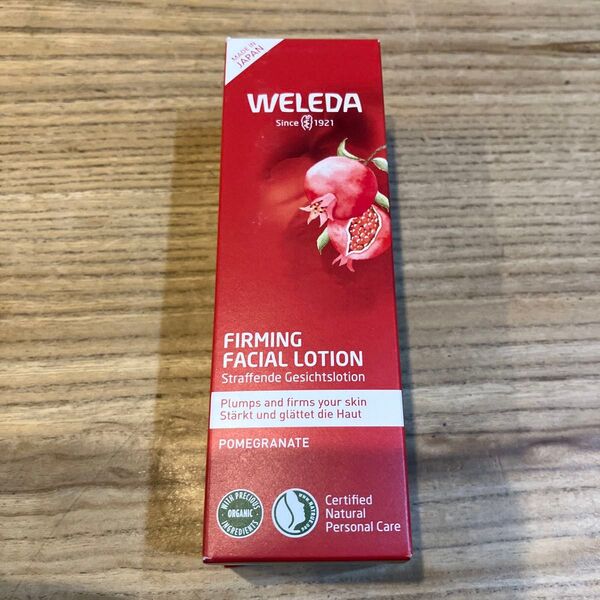 MADE IN
JAPAN
WELEDA
Since 1921
FIRMING
FACIAL LOTION
Straffende Gesichtslotion
Plumps and firms your skin
Stärkt und glättet die Haut
POMEGRANATE
WITH PRECIOUS
ORGANIC
INGREDIENTS
Certified
Natural
Personal Care